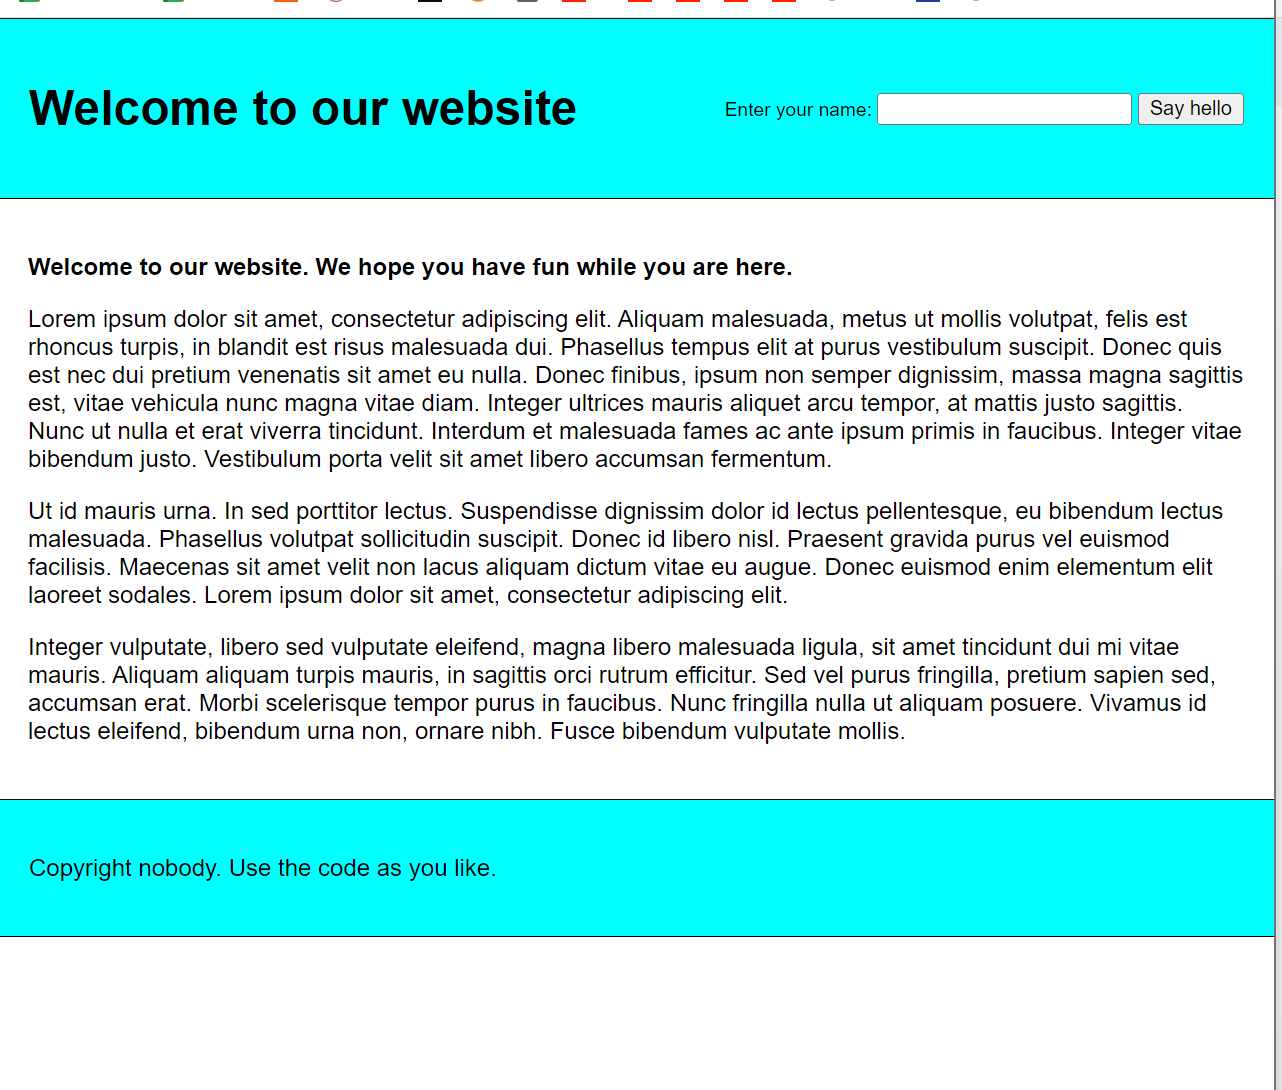 Welcome to our website
Enter your name:
Say hello
Welcome to our website. We hope you have fun while you are here.
Lorem ipsum dolor sit amet, consectetur adipiscing elit. Aliquam malesuada, metus ut mollis volutpat, felis est
rhoncus turpis, in blandit est risus malesuada dui. Phasellus tempus elit at purus vestibulum suscipit. Donec quis
est nec dui pretium venenatis sit amet eu nulla. Donec finibus, ipsum non semper dignissim, massa magna sagittis
est, vitae vehicula nunc magna vitae diam. Integer ultrices mauris aliquet arcu tempor, at mattis justo sagittis.
Nunc ut nulla et erat viverra tincidunt. Interdum et malesuada fames ac ante ipsum primis in faucibus. Integer vitae
bibendum justo. Vestibulum porta velit sit amet libero accumsan fermentum.
Ut id mauris urna. In sed porttitor lectus. Suspendisse dignissim dolor id lectus pellentesque, eu bibendum lectus
malesuada. Phasellus volutpat sollicitudin suscipit. Donec id libero nisl. Praesent gravida purus vel euismod
facilisis. Maecenas sit amet velit non lacus aliquam dictum vitae eu augue. Donec euismod enim elementum elit
laoreet sodales. Lorem ipsum dolor sit amet, consectetur adipiscing elit.
Integer vulputate, libero sed vulputate eleifend, magna libero malesuada ligula, sit amet tincidunt dui mi vitae
mauris. Aliquam aliquam turpis mauris, in sagittis orci rutrum efficitur. Sed vel purus fringilla, pretium sapien sed,
accumsan erat. Morbi scelerisque tempor purus in faucibus. Nunc fringilla nulla ut aliquam posuere. Vivamus id
lectus eleifend, bibendum urna non, ornare nibh. Fusce bibendum vulputate mollis.
Copyright nobody. Use the code as you like.